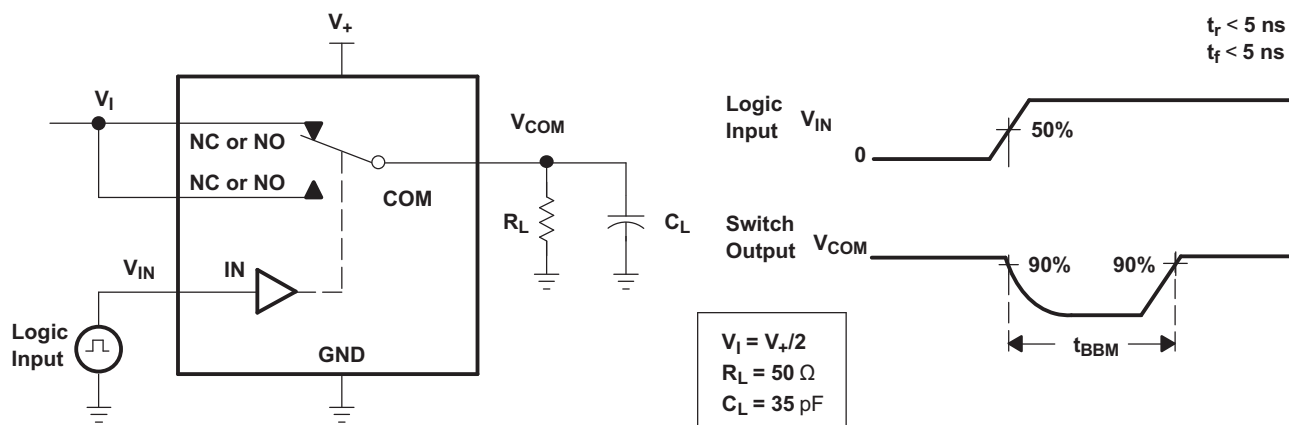 V+
VI
NC or NO
NC or NO
COM
VCOM
RL
CL
VIN
IN
Logic
Input
GND
tr < 5 ns
tf < 5 ns
Logic
Input
VIN
50%
0
Switch
Output
VCOM
90%
90%
tBBM
VI = V+/2
RL = 50 Ω
CL = 35 pF